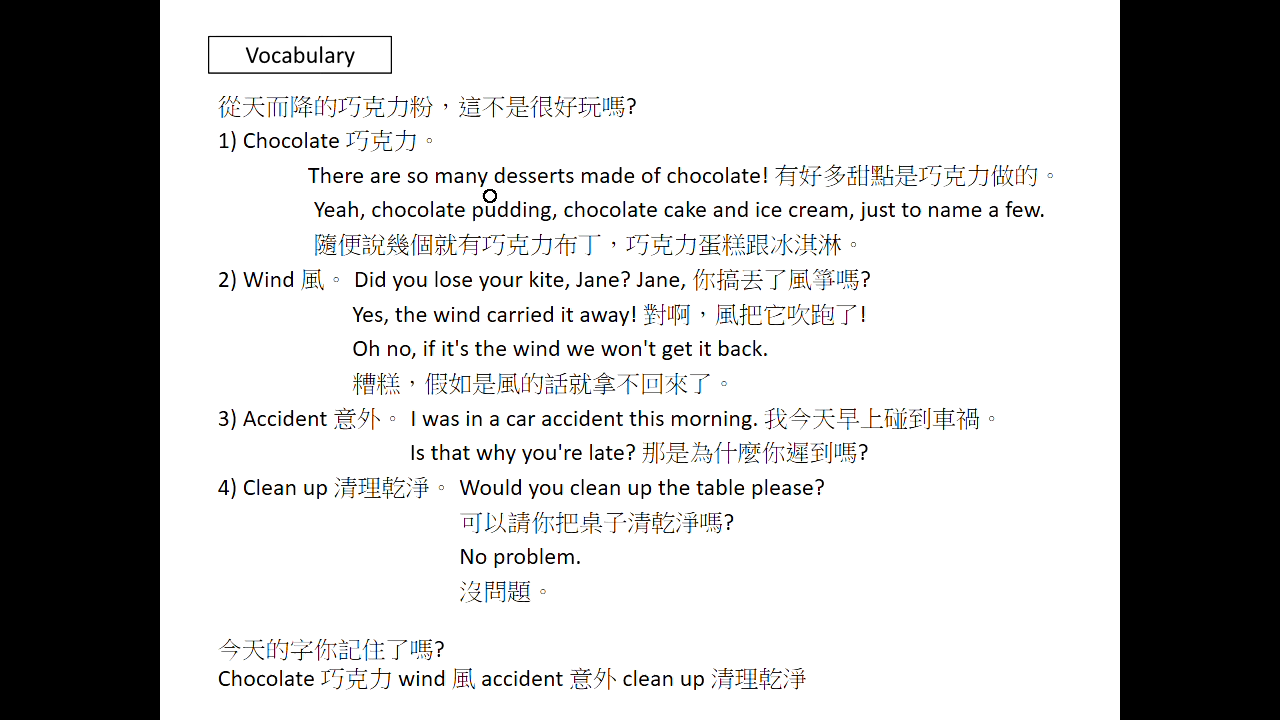 Vocabulary
從天而降的巧克力粉，這不是很好玩嗎?
1) Chocolate 巧克力。
There are so many desserts made of chocolate! 有好多甜點是巧克力做的。
Yeah, chocolate pudding, chocolate cake and ice cream, just to name a few.
隨便說幾個就有巧克力布丁，巧克力蛋糕跟冰淇淋。
2) Wind 風。 Did you lose your kite, Jane? Jane, 你搞丟了風箏嗎?
Yes, the wind carried it away! 對啊，風把它吹跑了!
Oh no, if it's the wind we won't get it back.
糟糕，假如是風的話就拿不回來了。
3) Accident 意外。 I was in a car accident this morning. 我今天早上碰到車禍。
Is that why you're late? 那是為什麼你遲到嗎?
4) Clean up 清理乾淨。 Would you clean up the table please?
可以請你把桌子清乾淨嗎?
No problem.
沒問題。
今天的字你記住了嗎?
Chocolate 巧克力 wind 風 accident 意外 clean up 清理乾淨